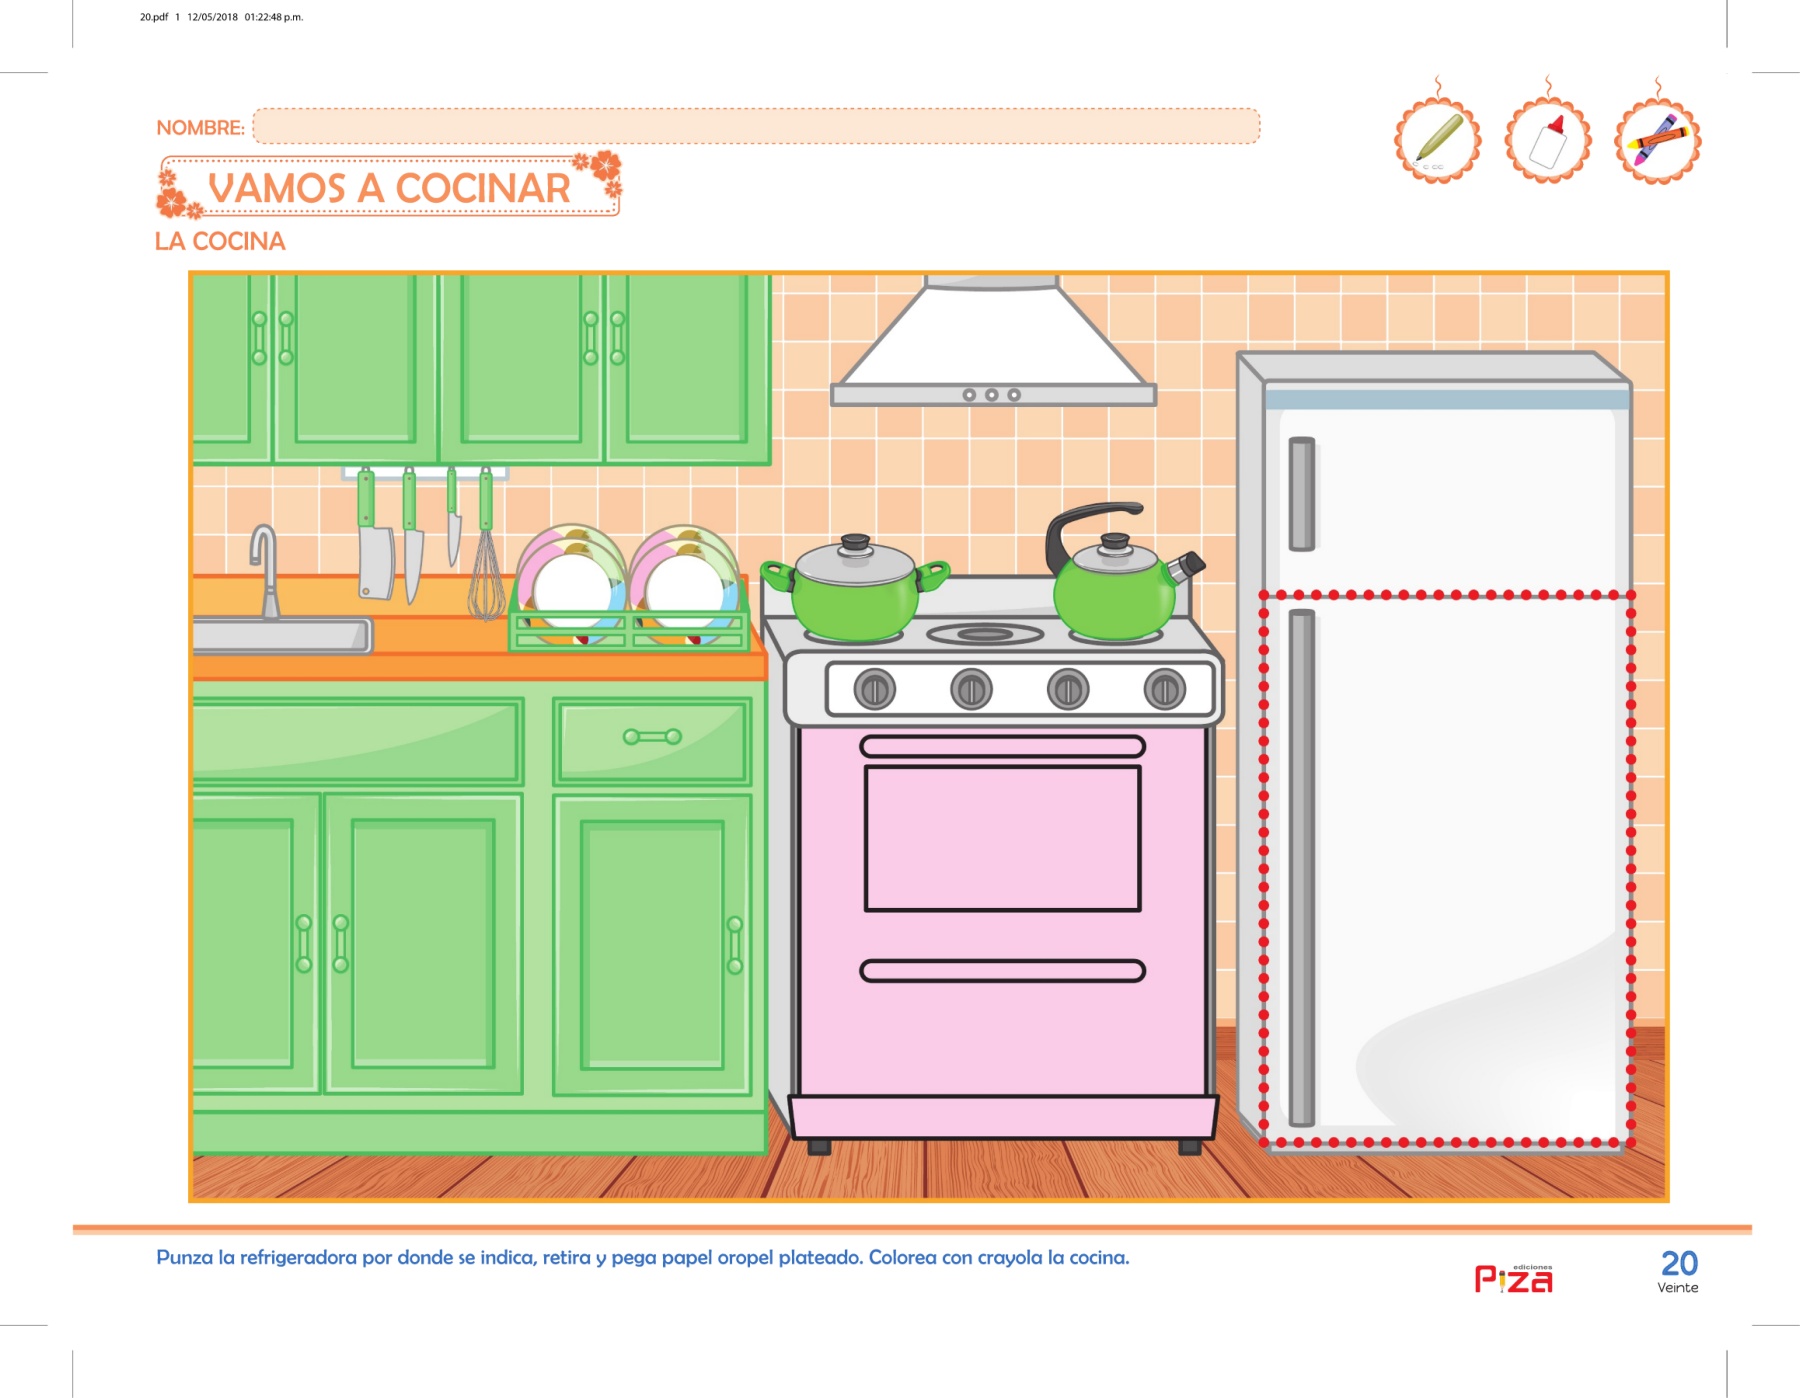 20.pdf 1 12/05/2018 01:22:48 p.m.
NOMBRE:
VAMOS A COCINAR
LA COCINA
Punza la refrigeradora por donde se indica, retira y pega papel oropel plateado. Colorea con crayola la cocina.
ediciones
Piza
20
Veinte